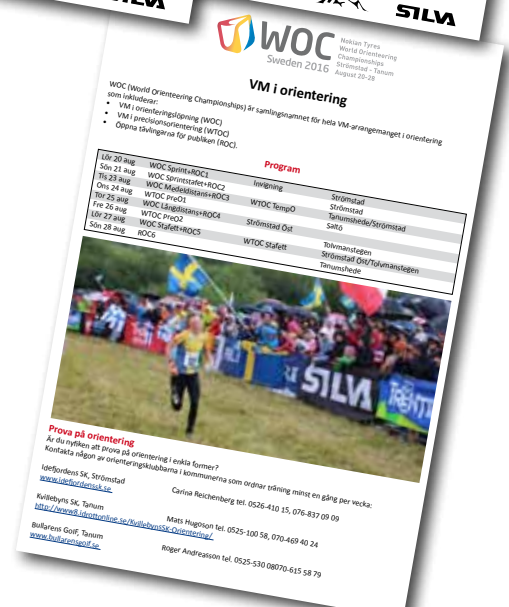 SILVA
WOC
Sweden 2016
Nokian Tyres
World Orienteering
Championships
Strömstad - Tanum
August 20-28
VM i orientering
WOC (World Orienteering Championships) är samlingsnamnet för hela VM-arrangemanget i orientering
som inkluderar:
• VM i orienteringslöpning (WOC)
• VM i precisionsorientering (WTOC)
• Öppna tävlingarna för publiken (ROC).
Program
Lör 20 aug WOC Sprint+ROC1 Invigning Strömstad
Sön 21 aug WOC Sprintstafet+ROC2 Strömstad
Tis 23 aug WOC Medeldistans+ROC3 WTOC TempO Tanumshede/Strömstad
Ons 24 aug WTOC PreO1 Saltö
Tor 25 aug WOC Långdistans+ROC4 Strömstad Öst
Fre 26 aug WTOC PreO2 Tolvmanstegen
Lör 27 aug WOC Stafett+ROC5 WTOC Stafett Strömstad Öst/Tolvmanstegen
Sön 28 aug ROC6 Tanumshede
SILVA
Prova på orientering
Är du nyfiken att prova på orientering i enkla former?
Kontakta någon av orienteringsklubbarna i kommunerna som ordnar träning minst en gång per vecka:
Idefjordens SK, Strömstad Carina Reichenberg tel. 0526-410 15, 076-837 09 09
www.idefjordenssk.se
Kvillebyns SK, Tanum Mats Hugoson tel. 0525-100 58, 070-469 40 24
http://www8.idrottonline.se/KvillebynsSK-Orientering/
Bullarens GoIF, Tanum Roger Andreasson tel. 0525-530 08070-615 58 79
www.bullarensgoif.se